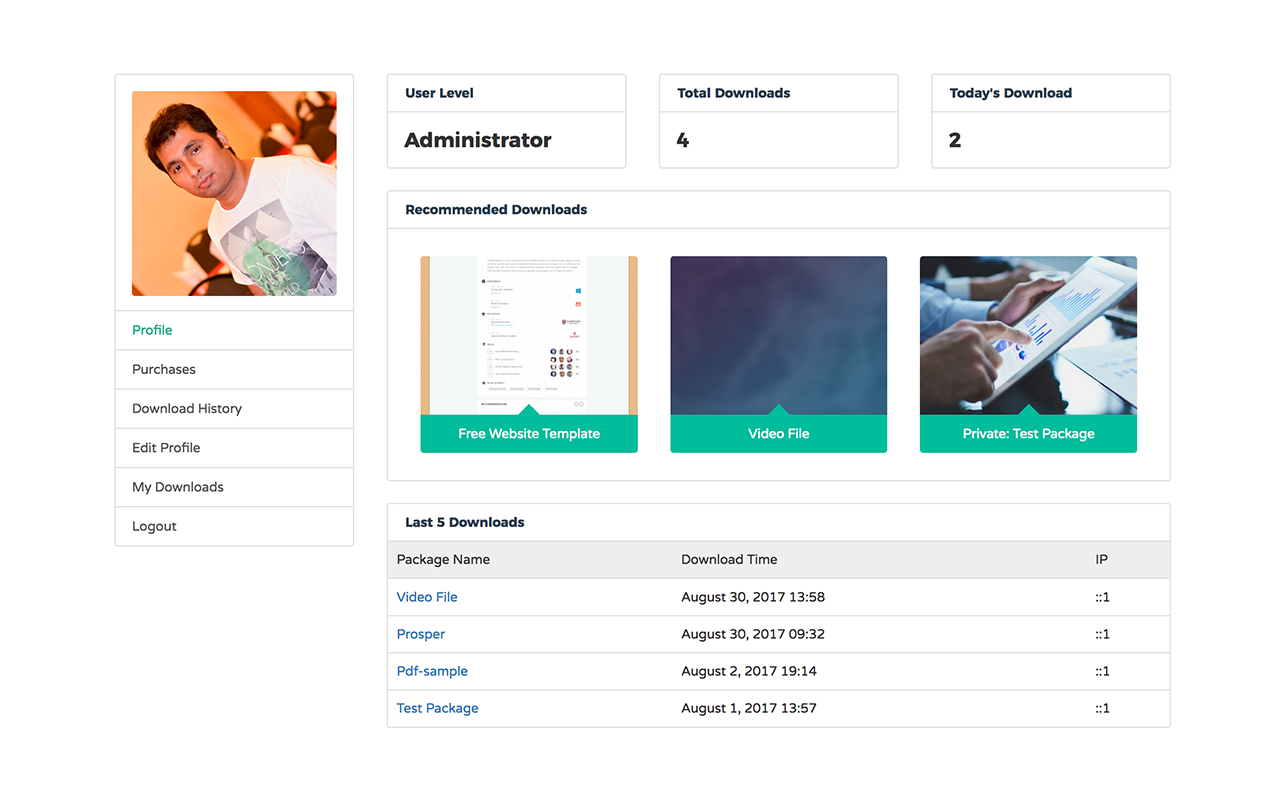 User Level
Administrator
Total Downloads
4
Today's Download
2
Profile
Purchases
Download History
Edit Profile
My Downloads
Logout
Recommended Downloads
Free Website Template
Video File
Private: Test Package
Last 5 Downloads
Package Name Download Time IP
Video File August 30, 2017 13:58 ::1
Prosper August 30, 2017 09:32 ::1
Pdf-sample August 2, 2017 19:14 ::1
Test Package August 1, 2017 13:57 ::1